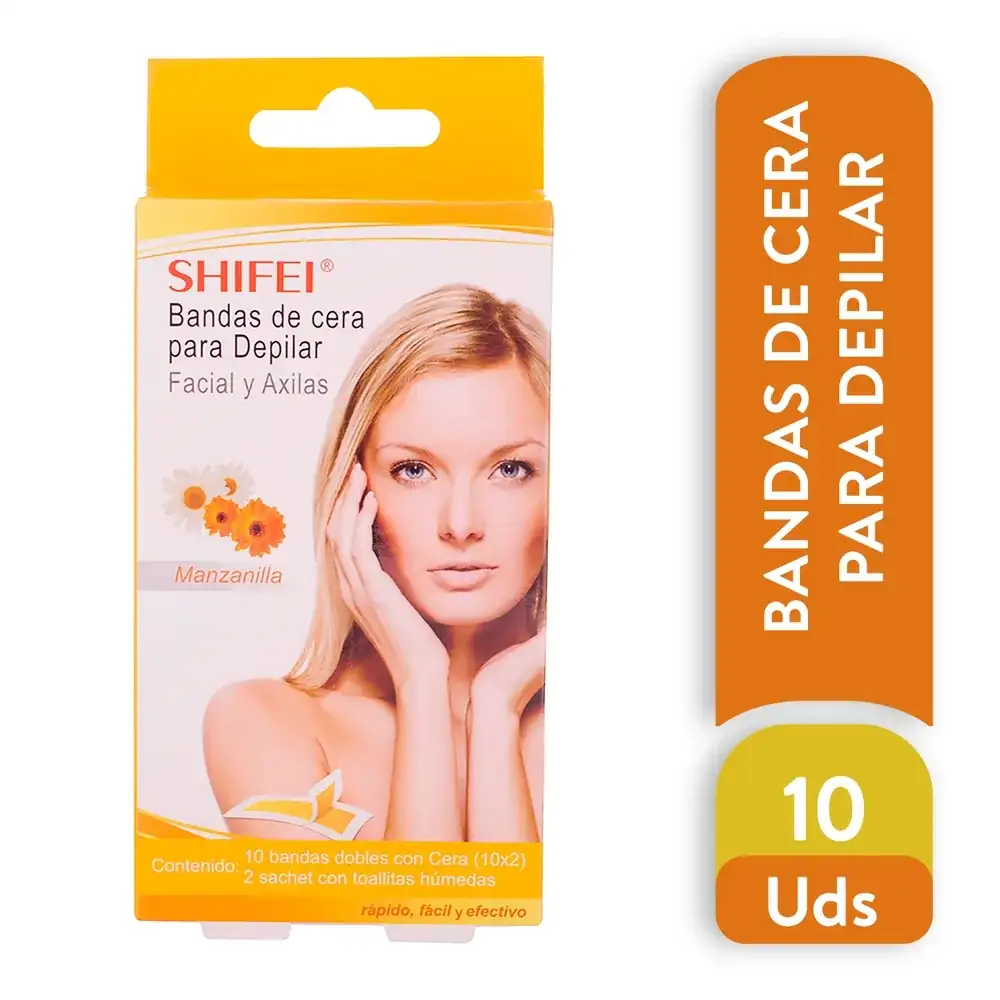 SHIFEI®
Bandas de cera
para Depilar
Facial y Axilas
Manzanilla
Contenido: 10 bandas dobles con Cera (10x2)
2 sachet con toallitas húmedas
rápido, fácil y efectivo
BANDAS DE CERA
PARA DEPILAR
10
Uds